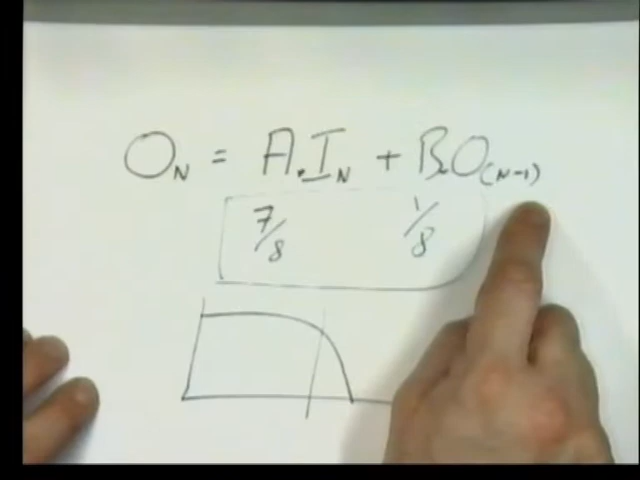 O_N = A.I_N + B.O_(N-1)
7/8 1/8